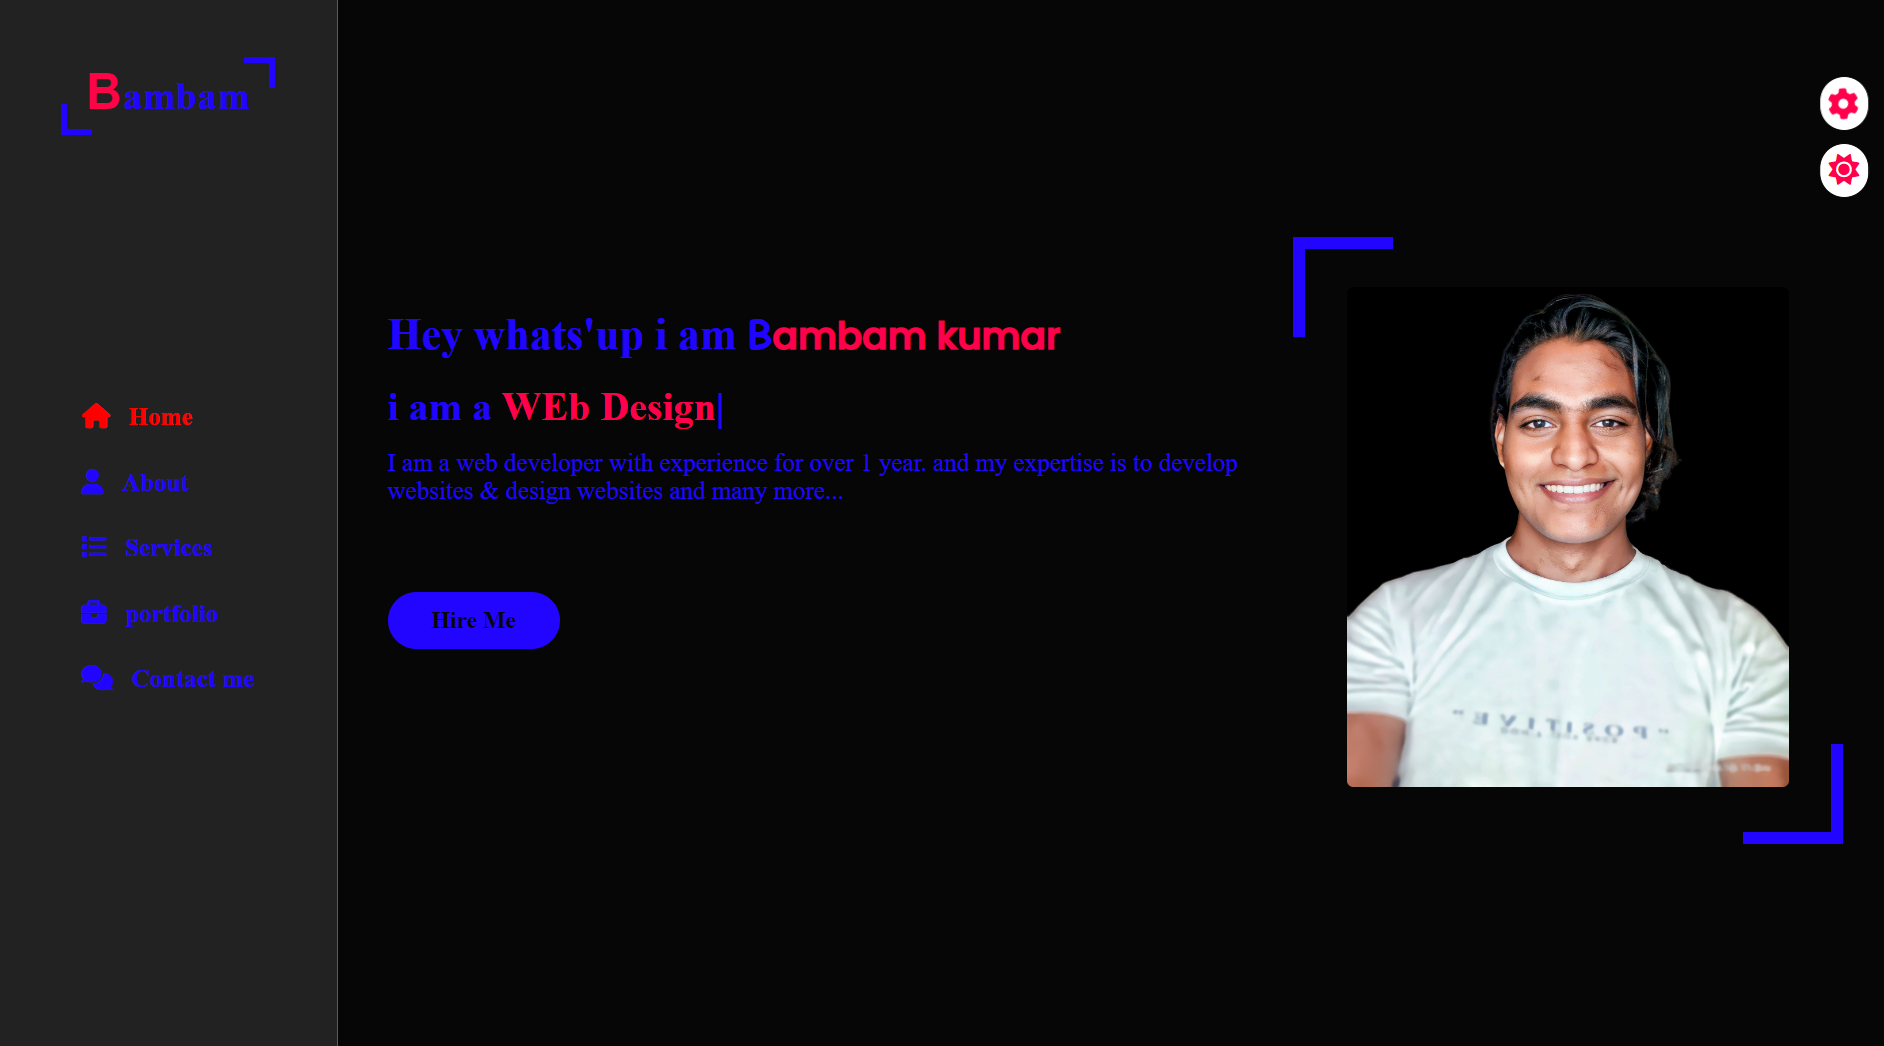 Bambam
Home
About
Services
portfolio
Contact me
Hey whats'up i am Bambam kumar
i am a WEb Design|
I am a web developer with experience for over 1 year. and my expertise is to develop
websites & design websites and many more...
Hire Me
"POSITIVE"